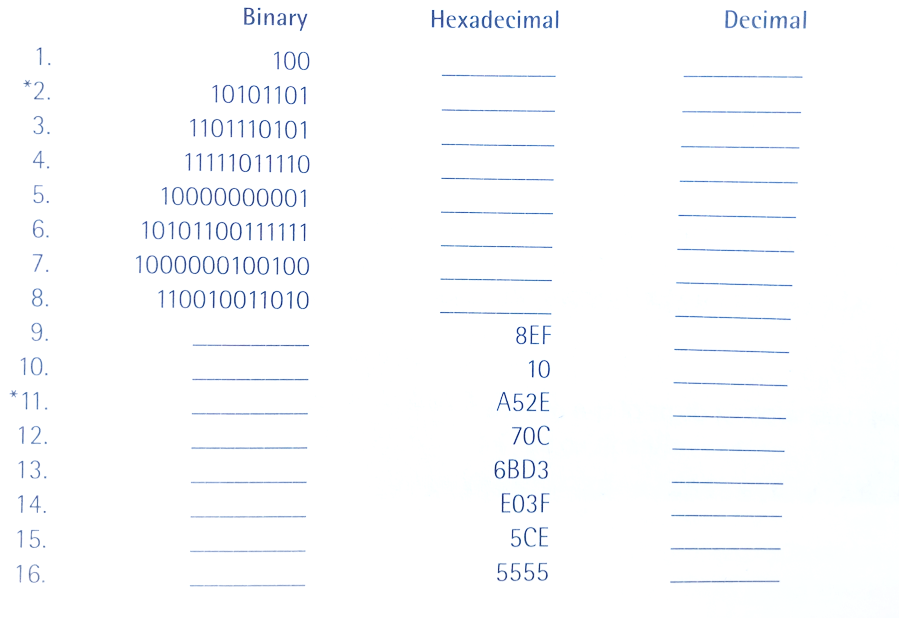 Binary Hexadecimal Decimal
1. 100
*2. 10101101
3. 1101110101
4. 11111011110
5. 10000000001
6. 10101100111111
7. 1000000100100
8. 110010011010
9. 8EF
10. 10
*11. A52E
12. 70C
13. 6BD3
14. E03F
15. 5CE
16. 5555